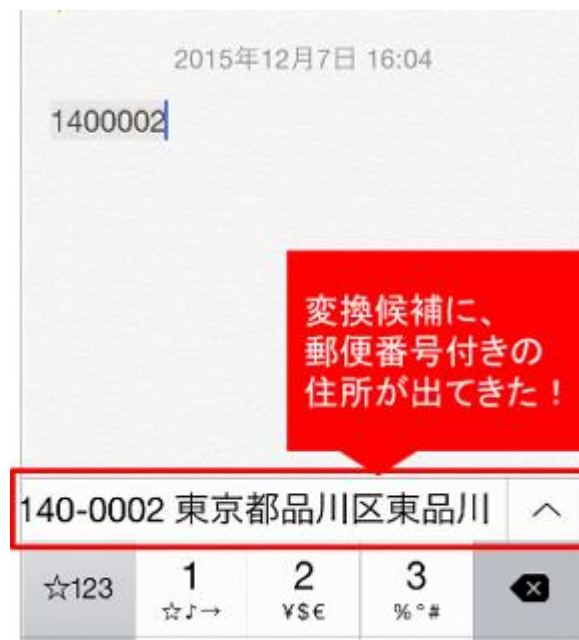 2015年12月7日 16:04
1400002
変換候補に、
郵便番号付きの
住所が出てきた！
140-0002 東京都品川区東品川
☆123
1
☆♪→
2
¥$€
3
%°#